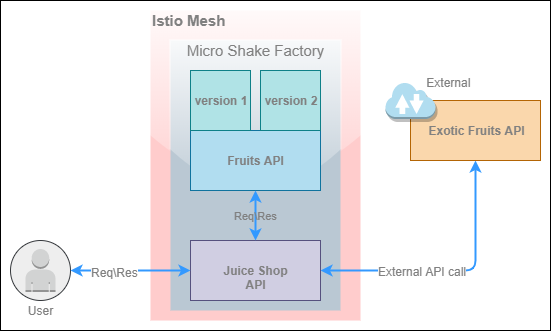 Istio Mesh
Micro Shake Factory
External
version 1
version 2
Exotic Fruits API
Fruits API
Req\Res
Req\Res
Juice Shop
API
External API call
User